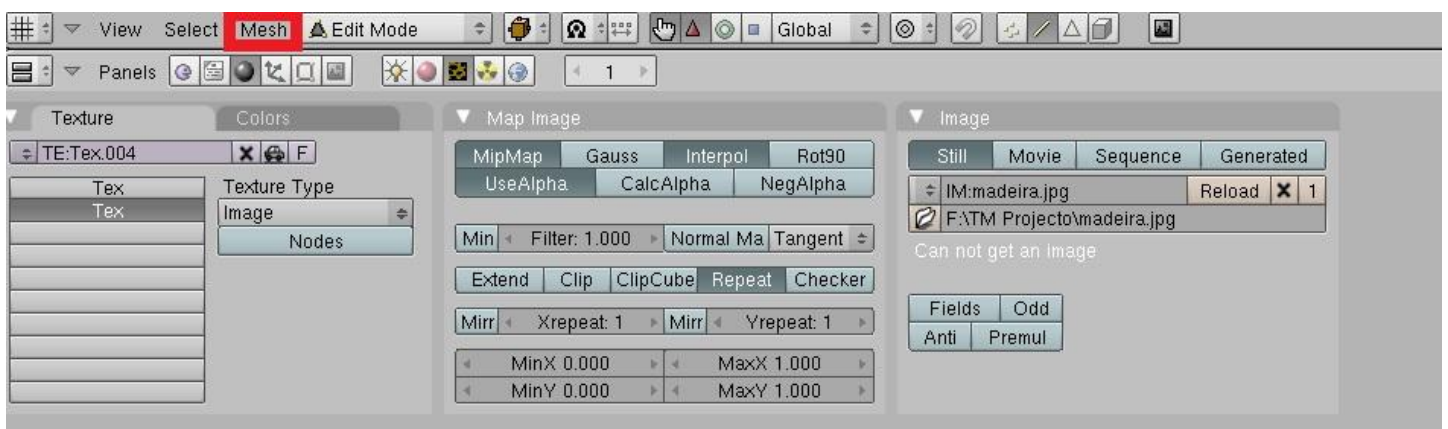 View Select Mesh Edit Mode Global
Panels 1
Texture Colors
TE:Tex.004 F
Tex
Tex
Texture Type
Image
Nodes
Map Image
MipMap Gauss Interpol Rot90
UseAlpha CalcAlpha NegAlpha
Min Filter: 1.000 Normal Ma Tangent
Extend Clip ClipCube Repeat Checker
Mirr Xrepeat: 1 Mirr Yrepeat: 1
MinX 0.000 MaxX 1.000
MinY 0.000 MaxY 1.000
Image
Still Movie Sequence Generated
IM:madeira.jpg Reload 1
F:\TM Projecto\madeira.jpg
Can not get an image
Fields Odd
Anti Premul